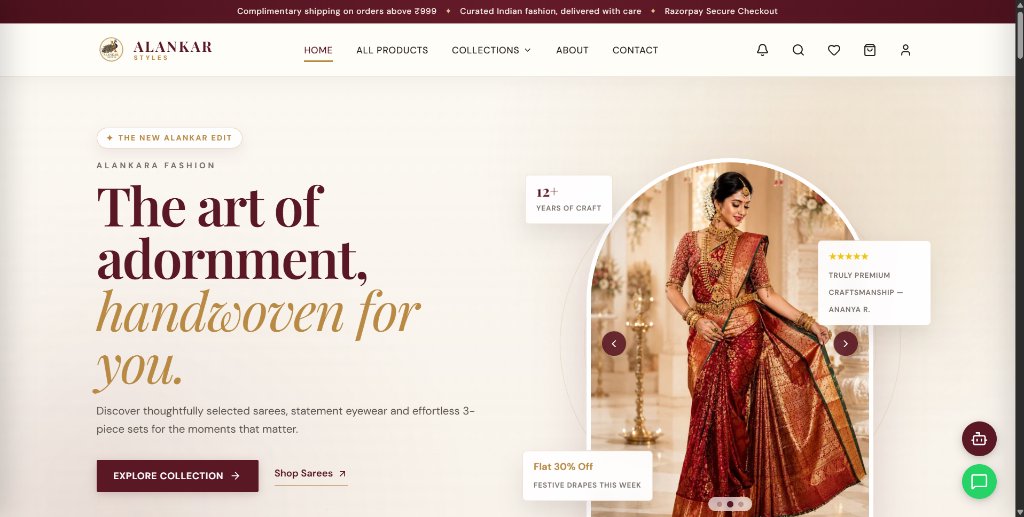 Complimentary shipping on orders above ₹999 ✦ Curated Indian fashion, delivered with care ✦ Razorpay Secure Checkout
ALANKAR
STYLES
HOME ALL PRODUCTS COLLECTIONS ABOUT CONTACT
✦ THE NEW ALANKAR EDIT
ALANKARA FASHION
The art of
adornment,
handwoven for
you.
Discover thoughtfully selected sarees, statement eyewear and effortless 3-
piece sets for the moments that matter.
EXPLORE COLLECTION →
Shop Sarees ↗
12+
YEARS OF CRAFT
★★★★★
TRULY PREMIUM
CRAFTSMANSHIP —
ANANYA R.
Flat 30% Off
FESTIVE DRAPES THIS WEEK